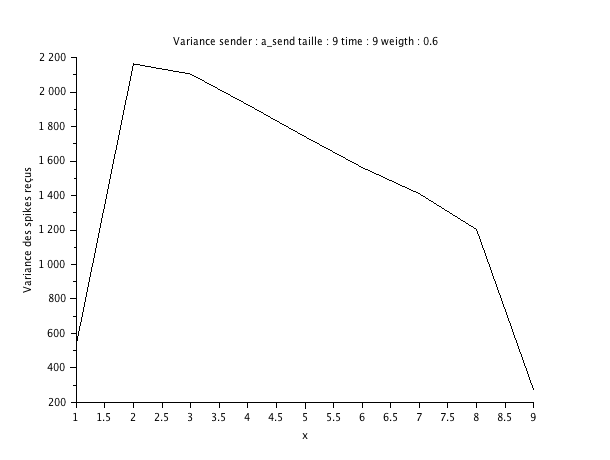 Variance sender : a_send taille : 9 time : 9 weigth : 0.6
2 200
2 000
1 800
1 600
1 400
1 200
1 000
800
600
400
200
Variance des spikes reçus
1 1.5 2 2.5 3 3.5 4 4.5 5 5.5 6 6.5 7 7.5 8 8.5 9
x